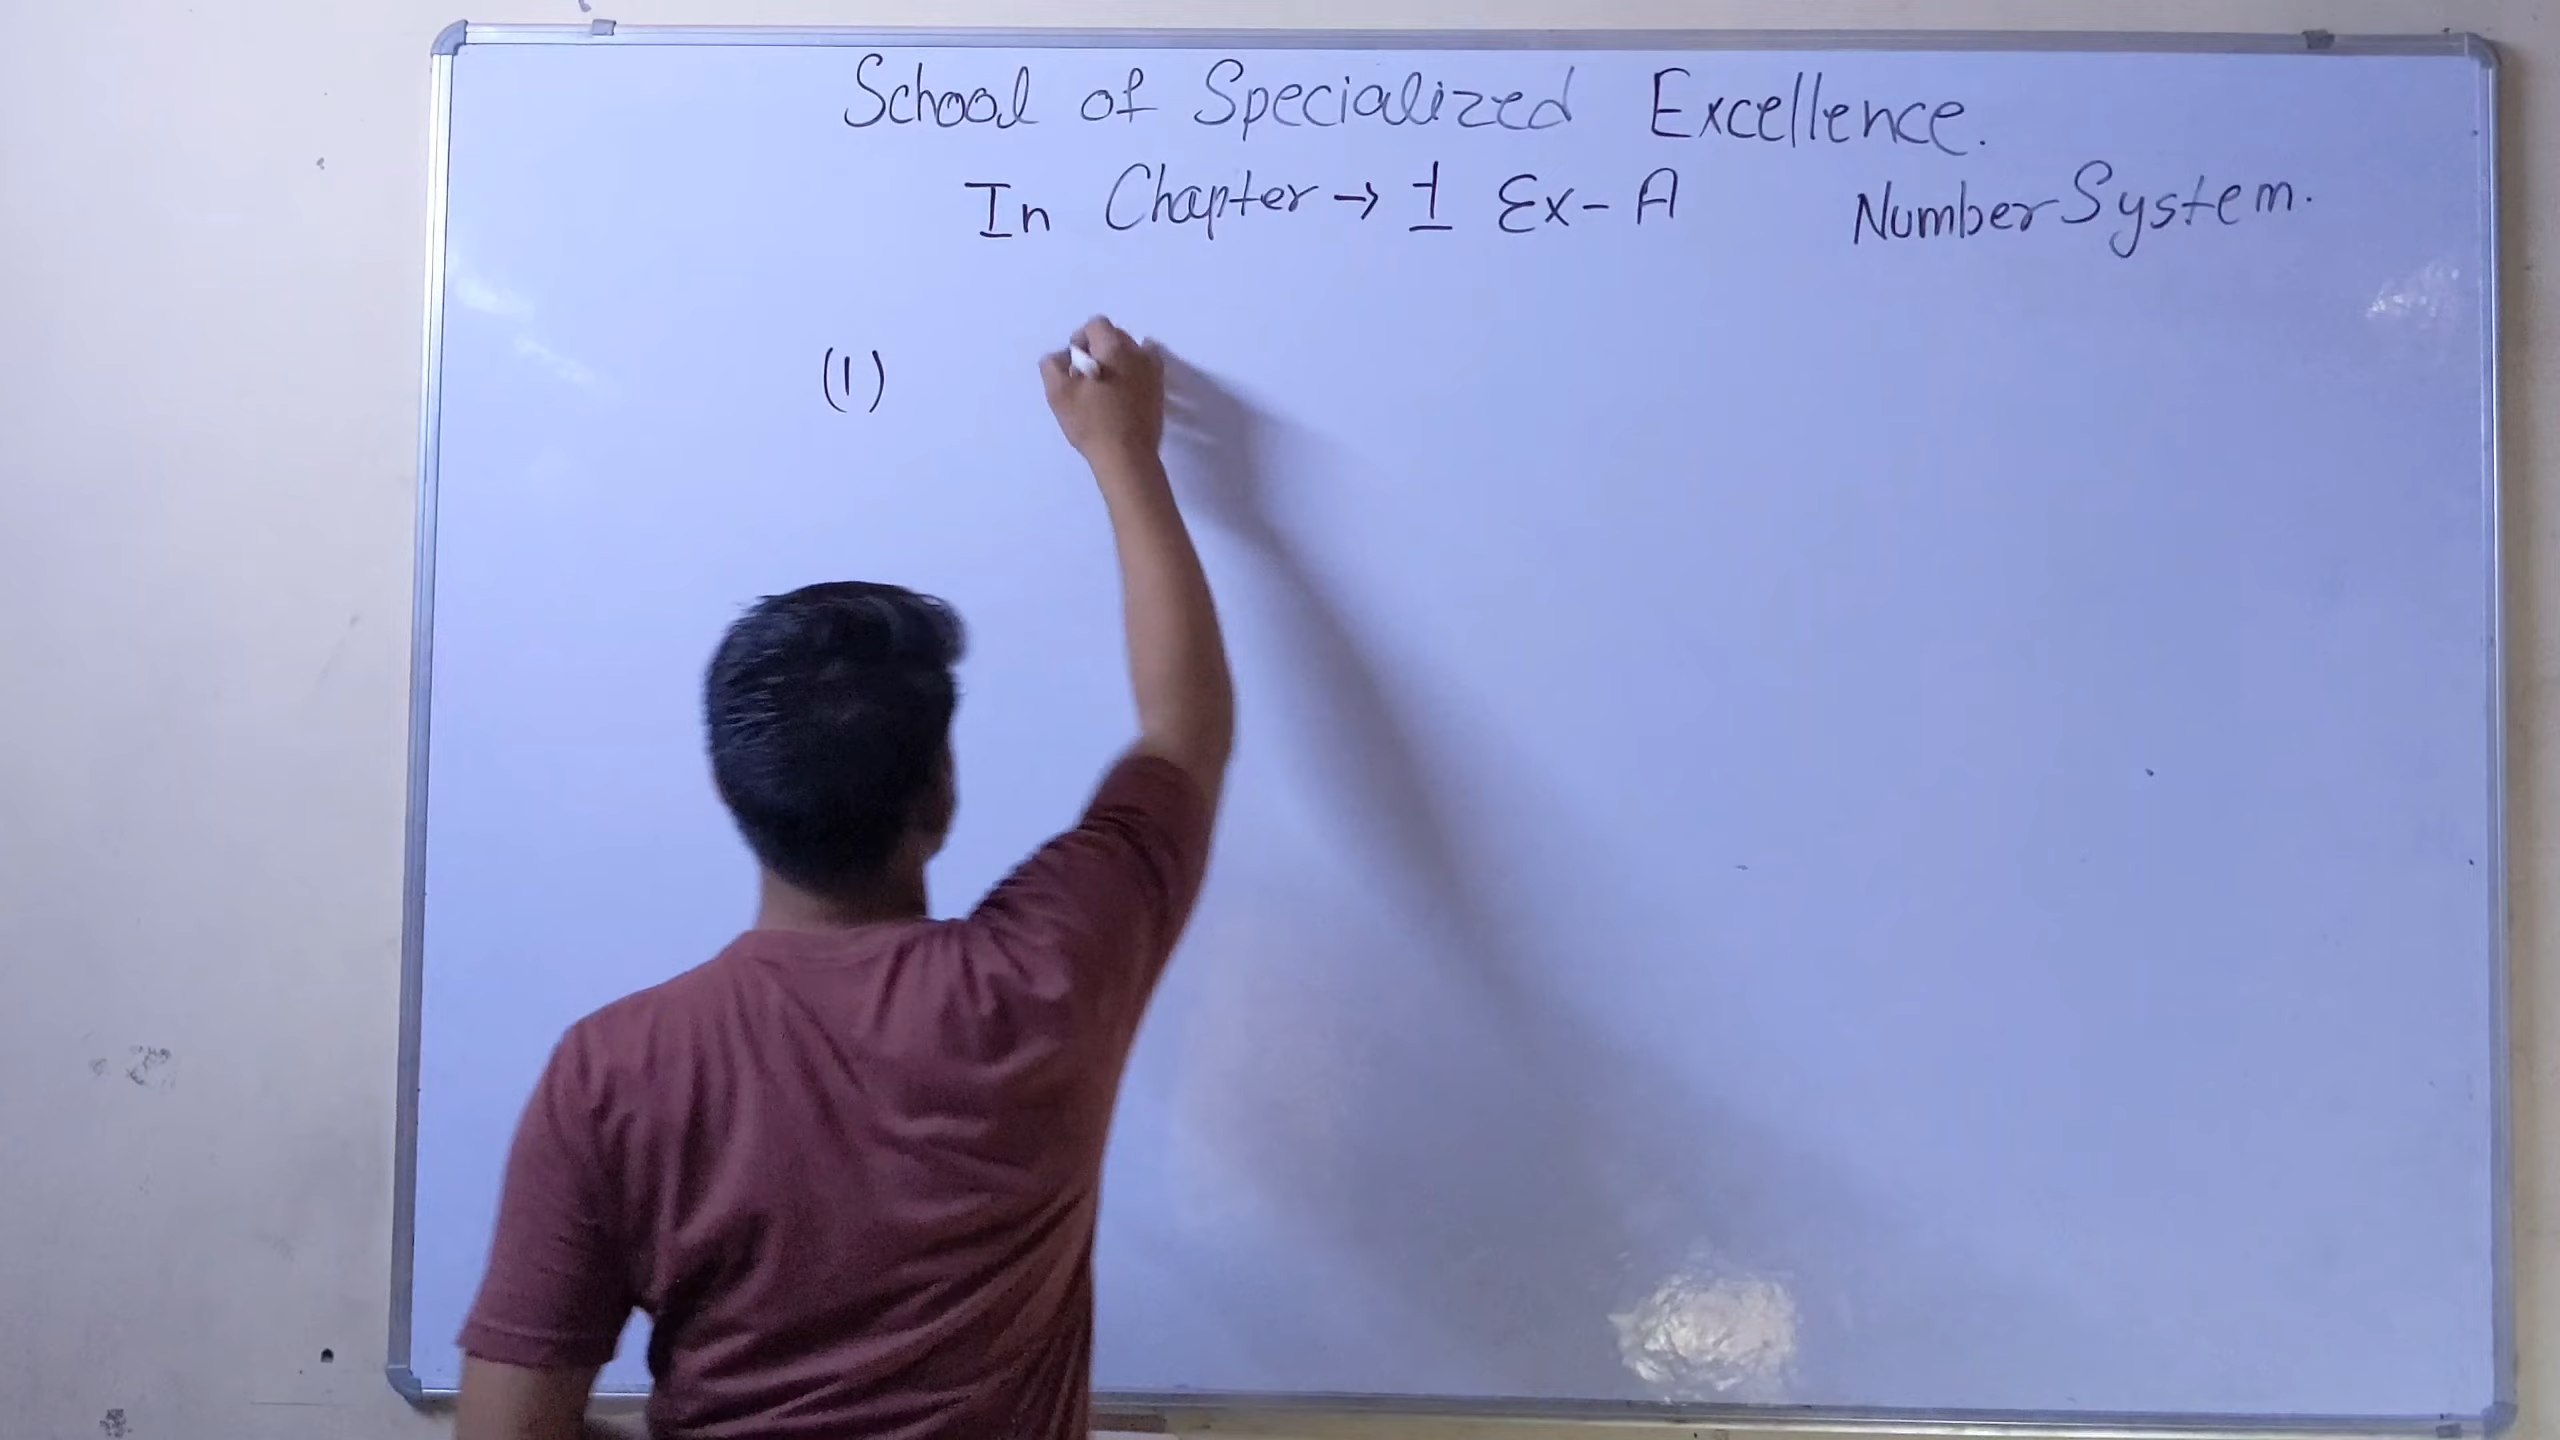 School of Specialized Excellence.
In Chapter → 1 Ex - A Number System.
(1)